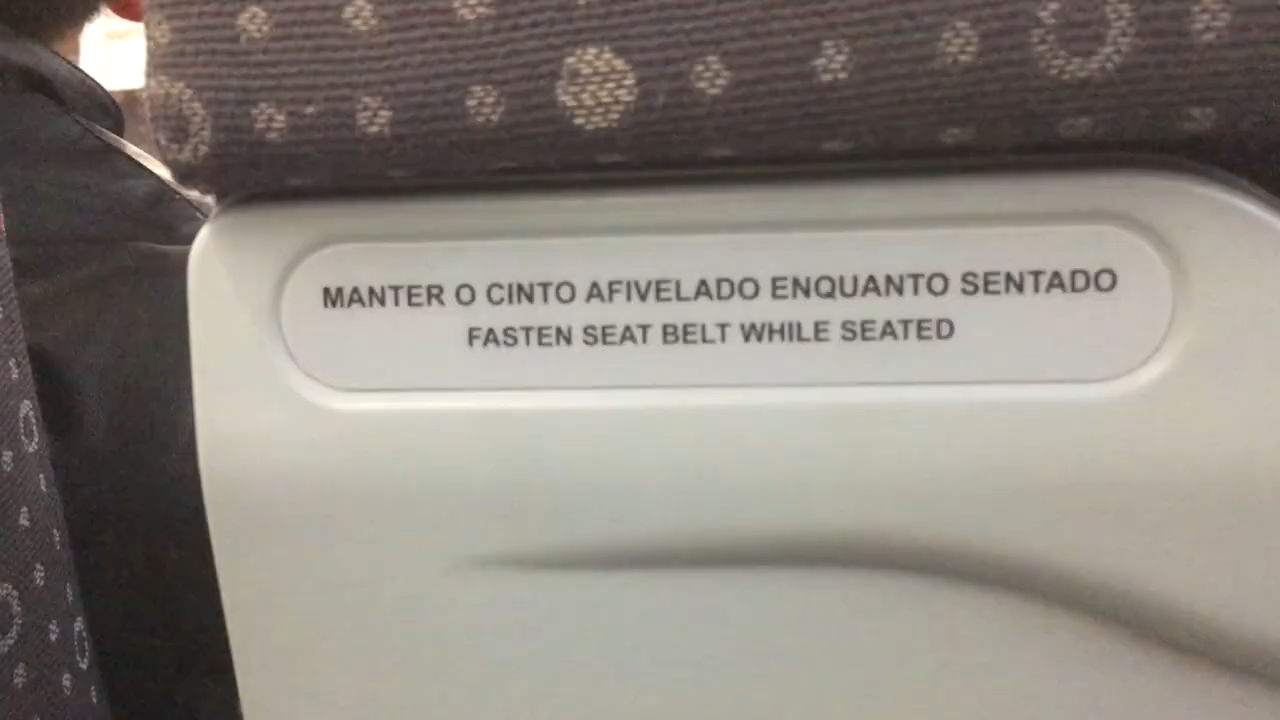 MANTER O CINTO AFIVELADO ENQUANTO SENTADO
FASTEN SEAT BELT WHILE SEATED